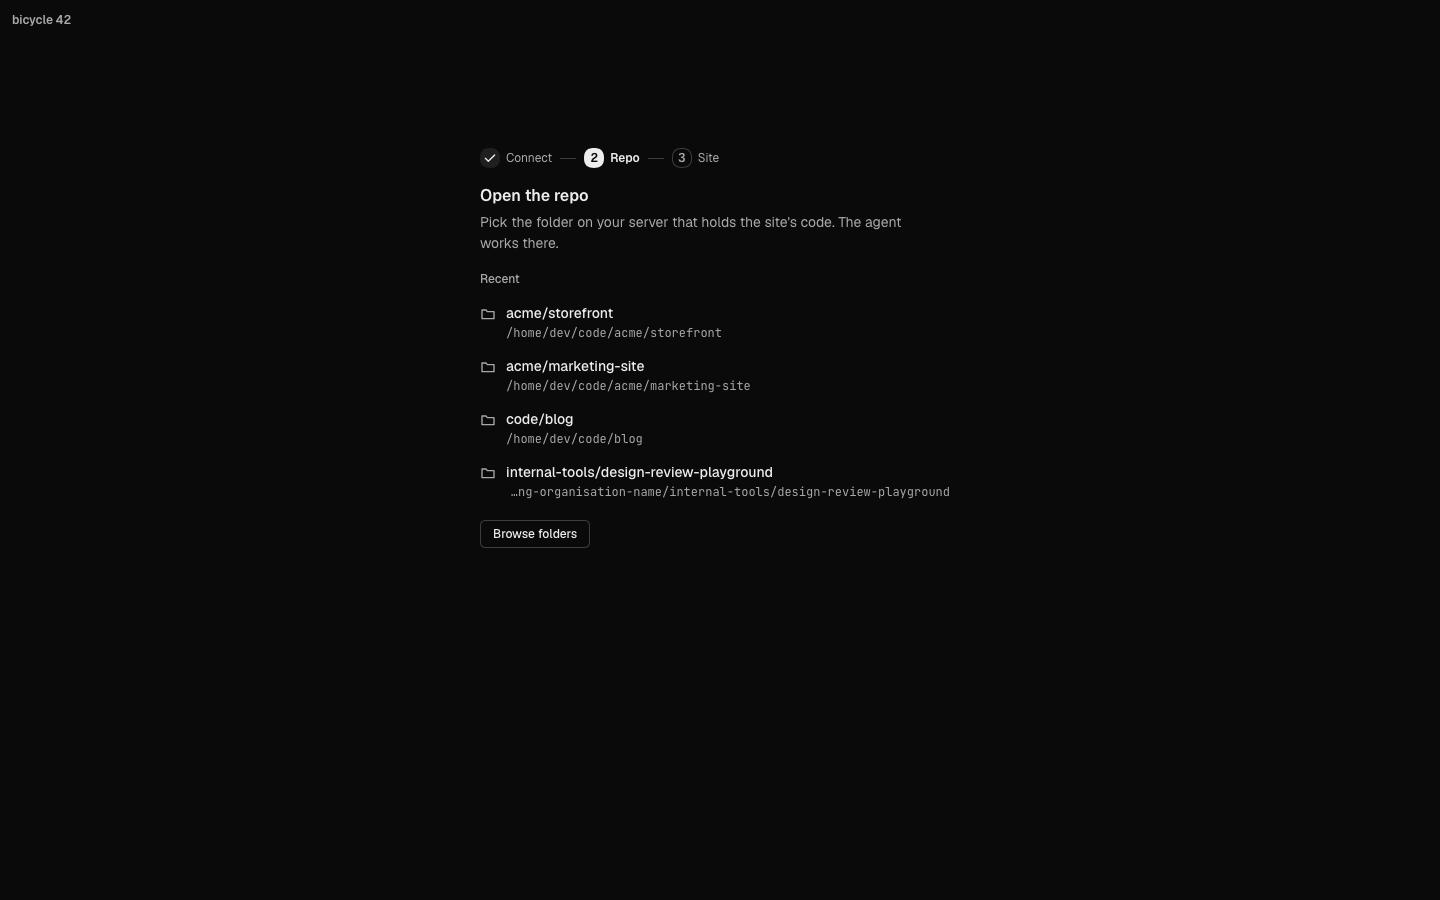 bicycle 42
Connect
2 Repo
3 Site
Open the repo
Pick the folder on your server that holds the site's code. The agent
works there.
Recent
acme/storefront
/home/dev/code/acme/storefront
acme/marketing-site
/home/dev/code/acme/marketing-site
code/blog
/home/dev/code/blog
internal-tools/design-review-playground
…ng-organisation-name/internal-tools/design-review-playground
Browse folders